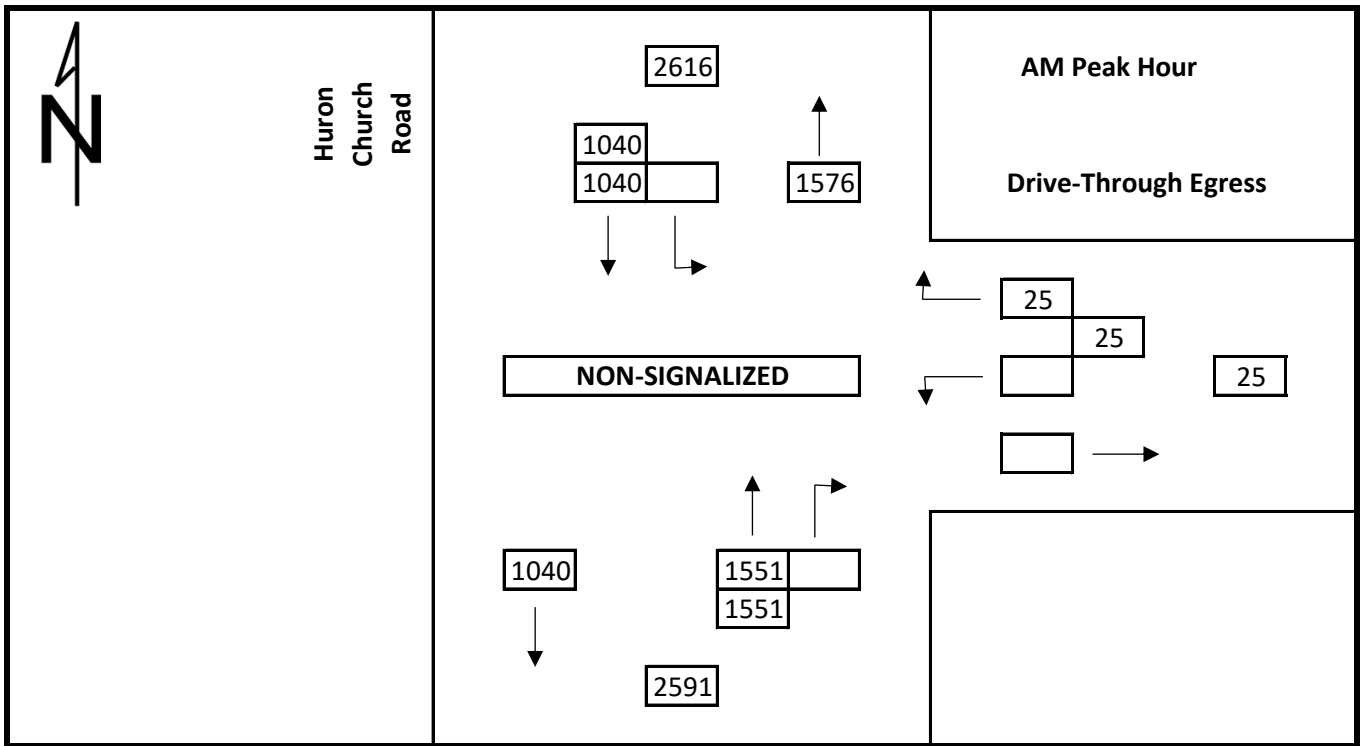 N
Huron
Church
Road
2616
1040
1040
1576
AM Peak Hour
Drive-Through Egress
25
25
25
NON-SIGNALIZED
1040
1551
1551
2591